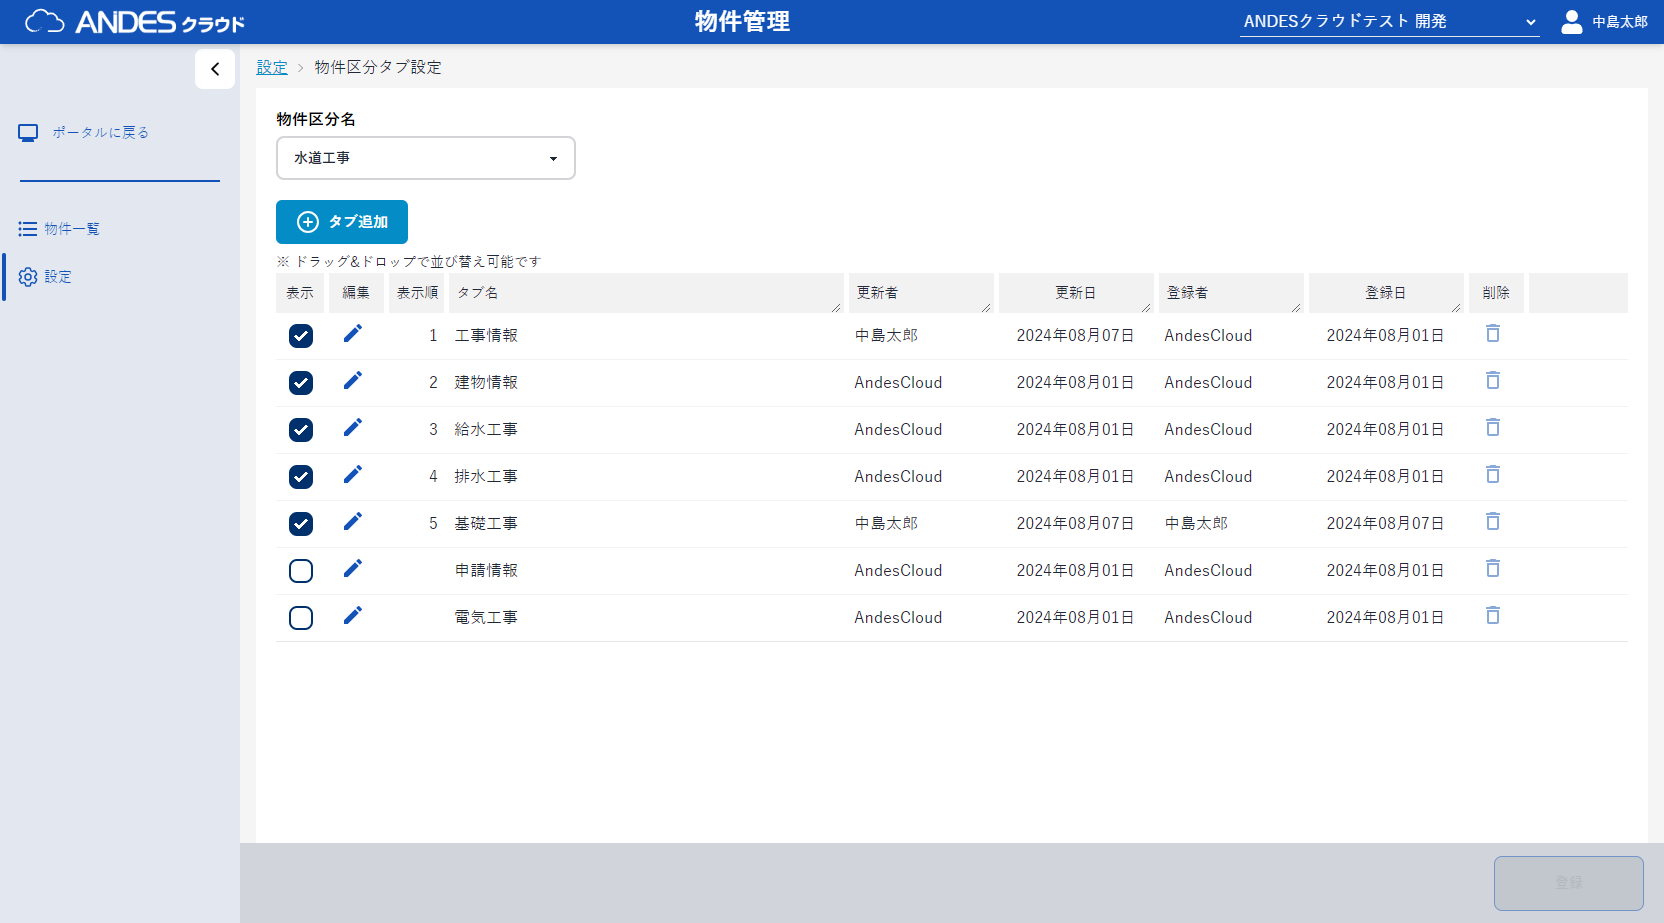 ANDES クラウド
物件管理
ANDESクラウドテスト 開発
中島太郎
設定 > 物件区分タブ設定
ポータルに戻る
物件一覧
設定
物件区分名
水道工事
タブ追加
※ ドラッグ&ドロップで並び替え可能です
表示 編集 表示順 タブ名 更新者 更新日 登録者 登録日 削除
1 工事情報 中島太郎 2024年08月07日 AndesCloud 2024年08月01日
2 建物情報 AndesCloud 2024年08月01日 AndesCloud 2024年08月01日
3 給水工事 AndesCloud 2024年08月01日 AndesCloud 2024年08月01日
4 排水工事 AndesCloud 2024年08月01日 AndesCloud 2024年08月01日
5 基礎工事 中島太郎 2024年08月07日 中島太郎 2024年08月07日
申請情報 AndesCloud 2024年08月01日 AndesCloud 2024年08月01日
電気工事 AndesCloud 2024年08月01日 AndesCloud 2024年08月01日
登録